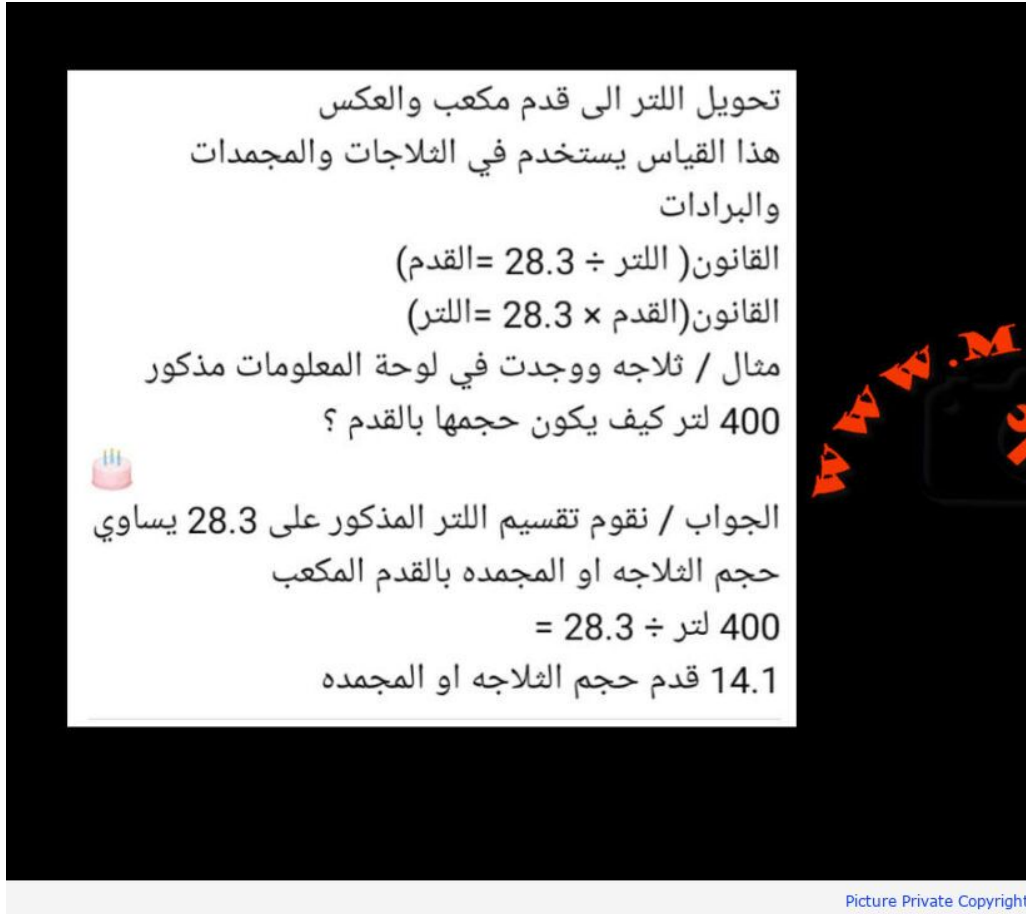 تحويل اللتر الى قدم مكعب والعكس
هذا القياس يستخدم في الثلاجات والمجمدات
والبرادات
القانون( اللتر ÷ 28.3 =القدم)
القانون(القدم × 28.3 =اللتر)
مثال / ثلاجه ووجدت في لوحة المعلومات مذكور
400 لتر كيف يكون حجمها بالقدم ؟
الجواب / نقوم تقسيم اللتر المذكور على 28.3 يساوي
حجم الثلاجه او المجمده بالقدم المكعب
400 لتر ÷ 28.3 =
14.1 قدم حجم الثلاجه او المجمده
WWW.M
Picture Private Copyright